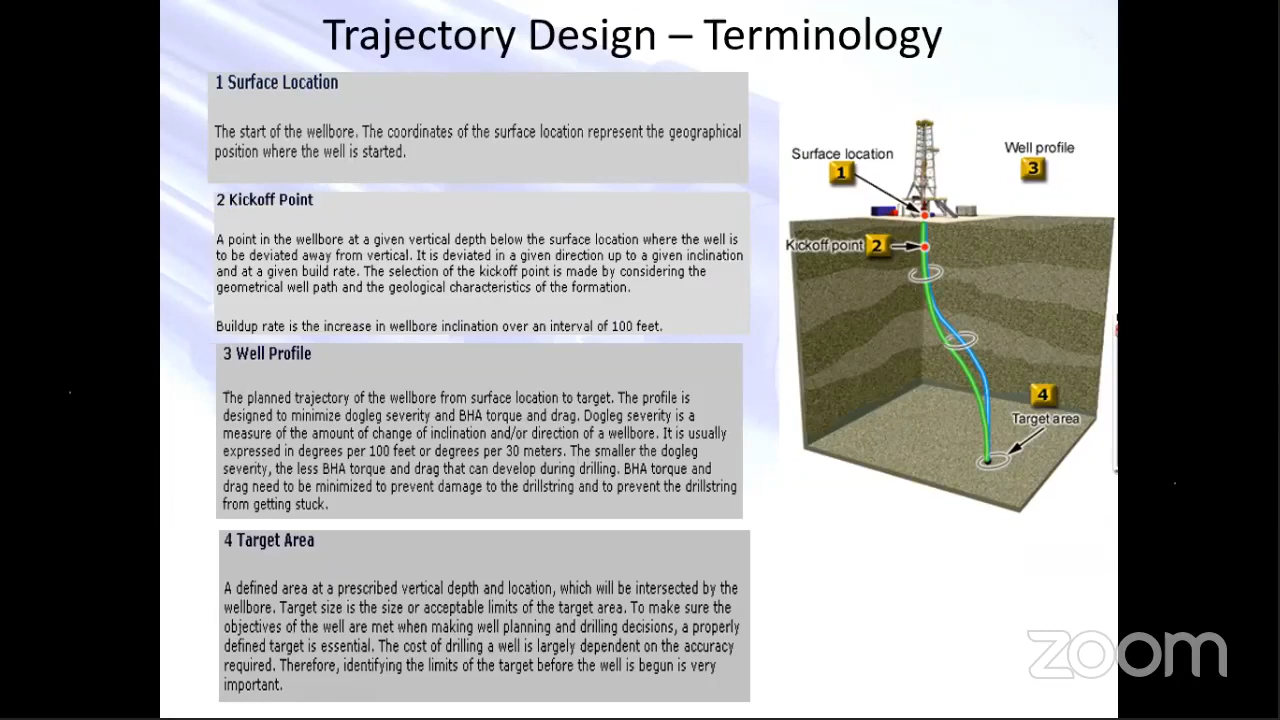 Trajectory Design – Terminology
1 Surface Location
The start of the wellbore. The coordinates of the surface location represent the geographical
position where the well is started.
2 Kickoff Point
A point in the wellbore at a given vertical depth below the surface location where the well is
to be deviated away from vertical. It is deviated in a given direction up to a given inclination
and at a given build rate. The selection of the kickoff point is made by considering the
geometrical well path and the geological characteristics of the formation.
Buildup rate is the increase in wellbore inclination over an interval of 100 feet.
3 Well Profile
The planned trajectory of the wellbore from surface location to target. The profile is
designed to minimize dogleg severity and BHA torque and drag. Dogleg severity is a
measure of the amount of change of inclination and/or direction of a wellbore. It is usually
expressed in degrees per 100 feet or degrees per 30 meters. The smaller the dogleg
severity, the less BHA torque and drag that can develop during drilling. BHA torque and
drag need to be minimized to prevent damage to the drillstring and to prevent the drillstring
from getting stuck.
4 Target Area
A defined area at a prescribed vertical depth and location, which will be intersected by the
wellbore. Target size is the size or acceptable limits of the target area. To make sure the
objectives of the well are met when making well planning and drilling decisions, a properly
defined target is essential. The cost of drilling a well is largely dependent on the accuracy
required. Therefore, identifying the limits of the target before the well is begun is very
important.
Surface location
1
Well profile
3
Kickoff point 2
4
Target area
zoom